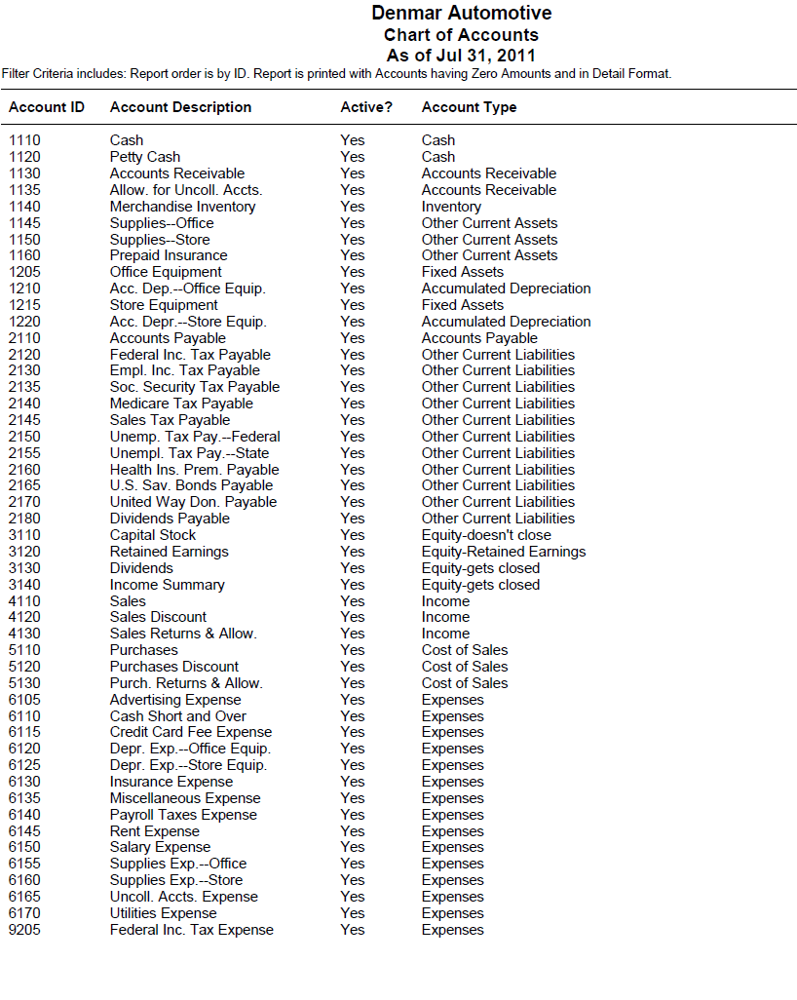 Denmar Automotive
Chart of Accounts
As of Jul 31, 2011
Filter Criteria includes: Report order is by ID. Report is printed with Accounts having Zero Amounts and in Detail Format.
Account ID Account Description Active? Account Type
1110 Cash Yes Cash
1120 Petty Cash Yes Cash
1130 Accounts Receivable Yes Accounts Receivable
1135 Allow. for Uncoll. Accts. Yes Accounts Receivable
1140 Merchandise Inventory Yes Inventory
1145 Supplies--Office Yes Other Current Assets
1150 Supplies--Store Yes Other Current Assets
1160 Prepaid Insurance Yes Other Current Assets
1205 Office Equipment Yes Fixed Assets
1210 Acc. Dep.--Office Equip. Yes Accumulated Depreciation
1215 Store Equipment Yes Fixed Assets
1220 Acc. Depr.--Store Equip. Yes Accumulated Depreciation
2110 Accounts Payable Yes Accounts Payable
2120 Federal Inc. Tax Payable Yes Other Current Liabilities
2130 Empl. Inc. Tax Payable Yes Other Current Liabilities
2135 Soc. Security Tax Payable Yes Other Current Liabilities
2140 Medicare Tax Payable Yes Other Current Liabilities
2145 Sales Tax Payable Yes Other Current Liabilities
2150 Unemp. Tax Pay.--Federal Yes Other Current Liabilities
2155 Unempl. Tax Pay.--State Yes Other Current Liabilities
2160 Health Ins. Prem. Payable Yes Other Current Liabilities
2165 U.S. Sav. Bonds Payable Yes Other Current Liabilities
2170 United Way Don. Payable Yes Other Current Liabilities
2180 Dividends Payable Yes Other Current Liabilities
3110 Capital Stock Yes Equity-doesn't close
3120 Retained Earnings Yes Equity-Retained Earnings
3130 Dividends Yes Equity-gets closed
3140 Income Summary Yes Equity-gets closed
4110 Sales Yes Income
4120 Sales Discount Yes Income
4130 Sales Returns & Allow. Yes Income
5110 Purchases Yes Cost of Sales
5120 Purchases Discount Yes Cost of Sales
5130 Purch. Returns & Allow. Yes Cost of Sales
6105 Advertising Expense Yes Expenses
6110 Cash Short and Over Yes Expenses
6115 Credit Card Fee Expense Yes Expenses
6120 Depr. Exp.--Office Equip. Yes Expenses
6125 Depr. Exp.--Store Equip. Yes Expenses
6130 Insurance Expense Yes Expenses
6135 Miscellaneous Expense Yes Expenses
6140 Payroll Taxes Expense Yes Expenses
6145 Rent Expense Yes Expenses
6150 Salary Expense Yes Expenses
6155 Supplies Exp.--Office Yes Expenses
6160 Supplies Exp.--Store Yes Expenses
6165 Uncoll. Accts. Expense Yes Expenses
6170 Utilities Expense Yes Expenses
9205 Federal Inc. Tax Expense Yes Expenses